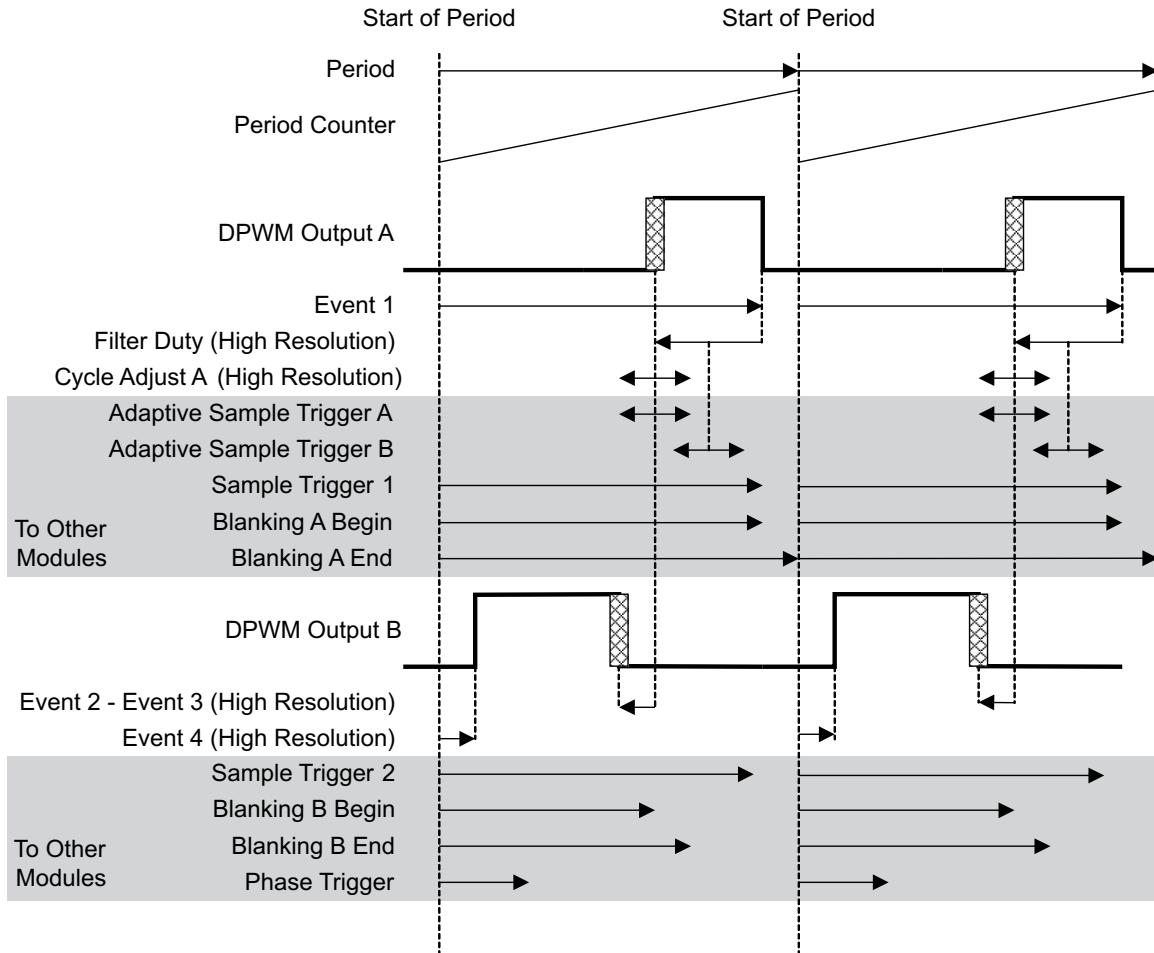 Start of Period
Start of Period
Period
Period Counter
DPWM Output A
Event 1
Filter Duty (High Resolution)
Cycle Adjust A (High Resolution)
Adaptive Sample Trigger A
Adaptive Sample Trigger B
Sample Trigger 1
Blanking A Begin
Blanking A End
To Other
Modules
DPWM Output B
Event 2 - Event 3 (High Resolution)
Event 4 (High Resolution)
Sample Trigger 2
Blanking B Begin
Blanking B End
Phase Trigger
To Other
Modules